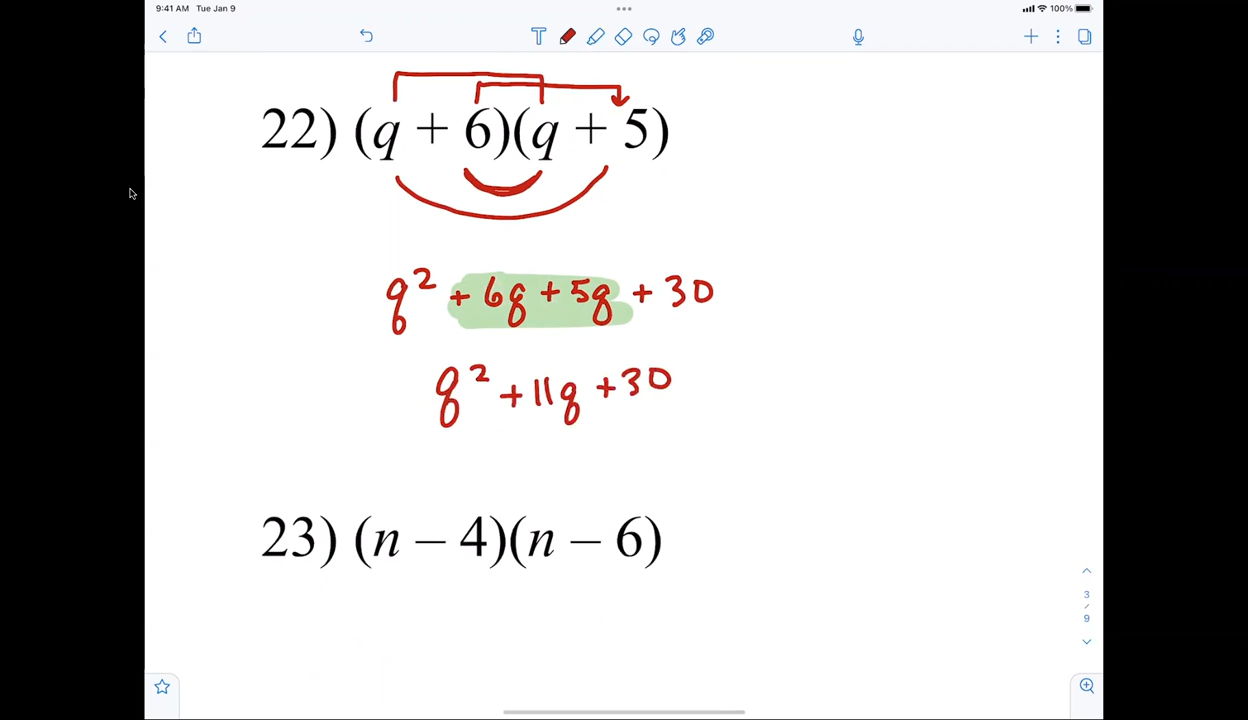 9:41 AM Tue Jan 9
100%
T
22) (q + 6)(q + 5)
q² + 6q + 5q + 30
q² + 11q + 30
23) (n – 4)(n – 6)
3
/
9